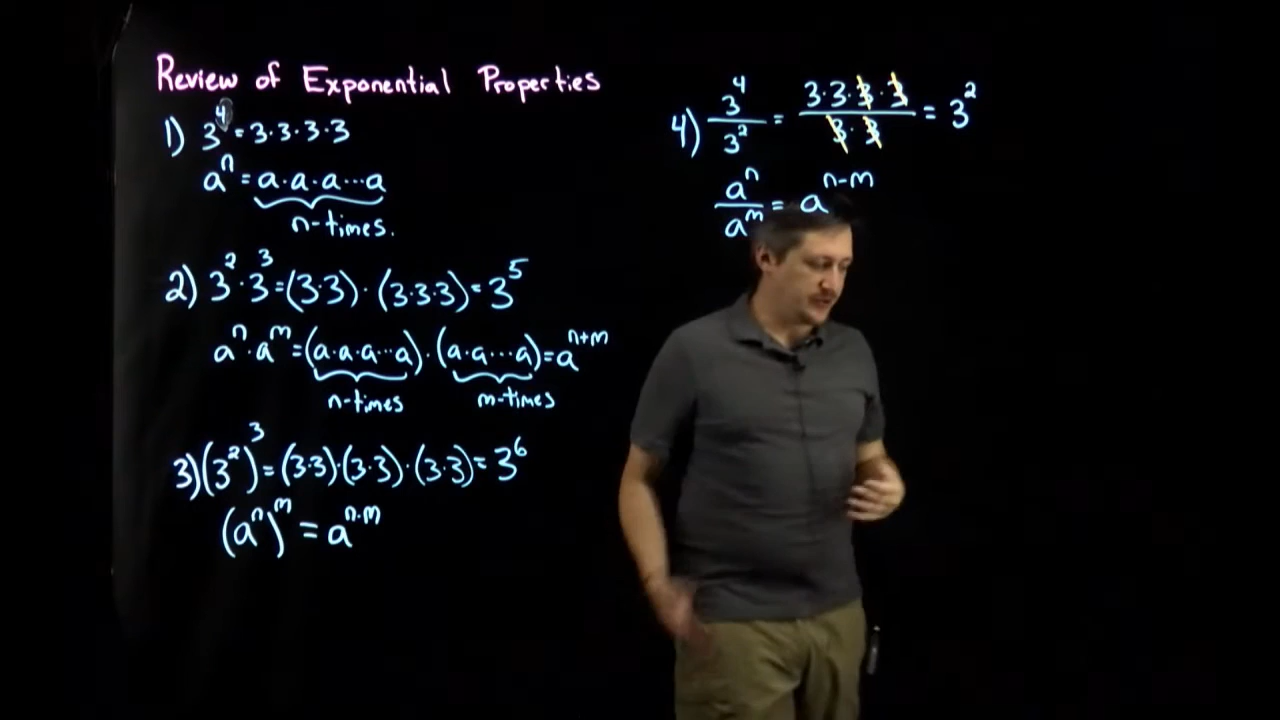 Review of Exponential Properties
1) 3⁴ = 3·3·3·3
aⁿ = a·a·a···a
n-times.
2) 3²·3³ = (3·3)·(3·3·3) = 3⁵
aⁿ·aᵐ = (a·a·a···a)·(a·a···a) = aⁿ⁺ᵐ
n-times m-times
3) (3²)³ = (3·3)·(3·3)·(3·3) = 3⁶
(aⁿ)ᵐ = aⁿ·ᵐ
4) 3⁴/3² = 3·3·3·3/3·3 = 3²
aⁿ/aᵐ = aⁿ⁻ᵐ